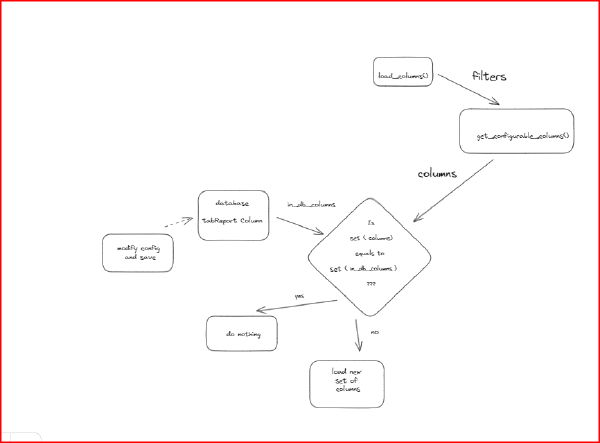 load_columns()
filters
get_configurable_columns()
columns
database
tabReport Column
in_db_columns
modify config
and save
Is
set ( columns)
equals to
set ( in_db_columns )
???
yes
no
do nothing
load new
set of
columns